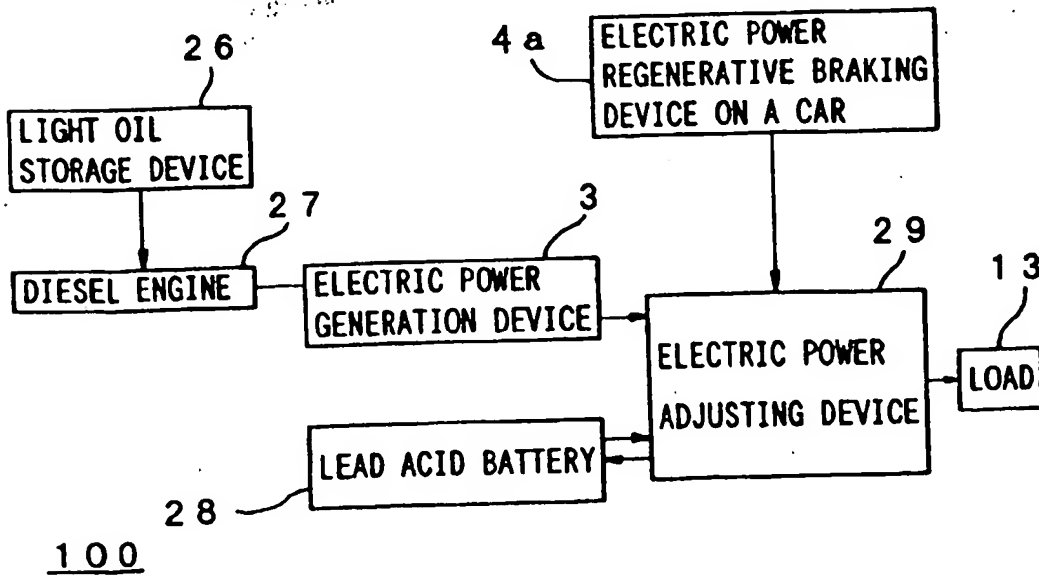 26
4a
ELECTRIC POWER
REGENERATIVE BRAKING
DEVICE ON A CAR
LIGHT OIL
STORAGE DEVICE
27
3
29
13
DIESEL ENGINE
ELECTRIC POWER
GENERATION DEVICE
ELECTRIC POWER
ADJUSTING DEVICE
LOAD
LEAD ACID BATTERY
28
100